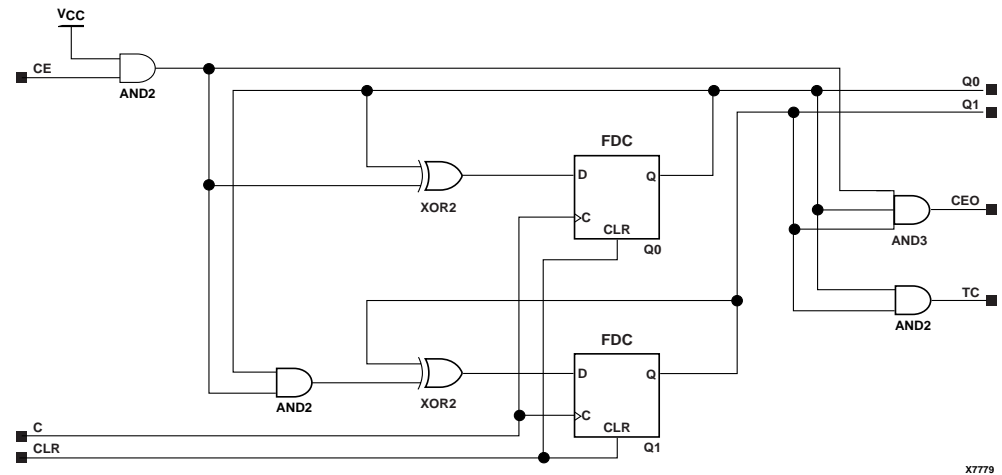 VCC
CE
AND2
Q0
Q1
FDC
D
Q
XOR2
C
CLR
Q0
CEO
AND3
TC
AND2
FDC
D
Q
AND2
XOR2
C
CLR
Q1
C
CLR
X7779